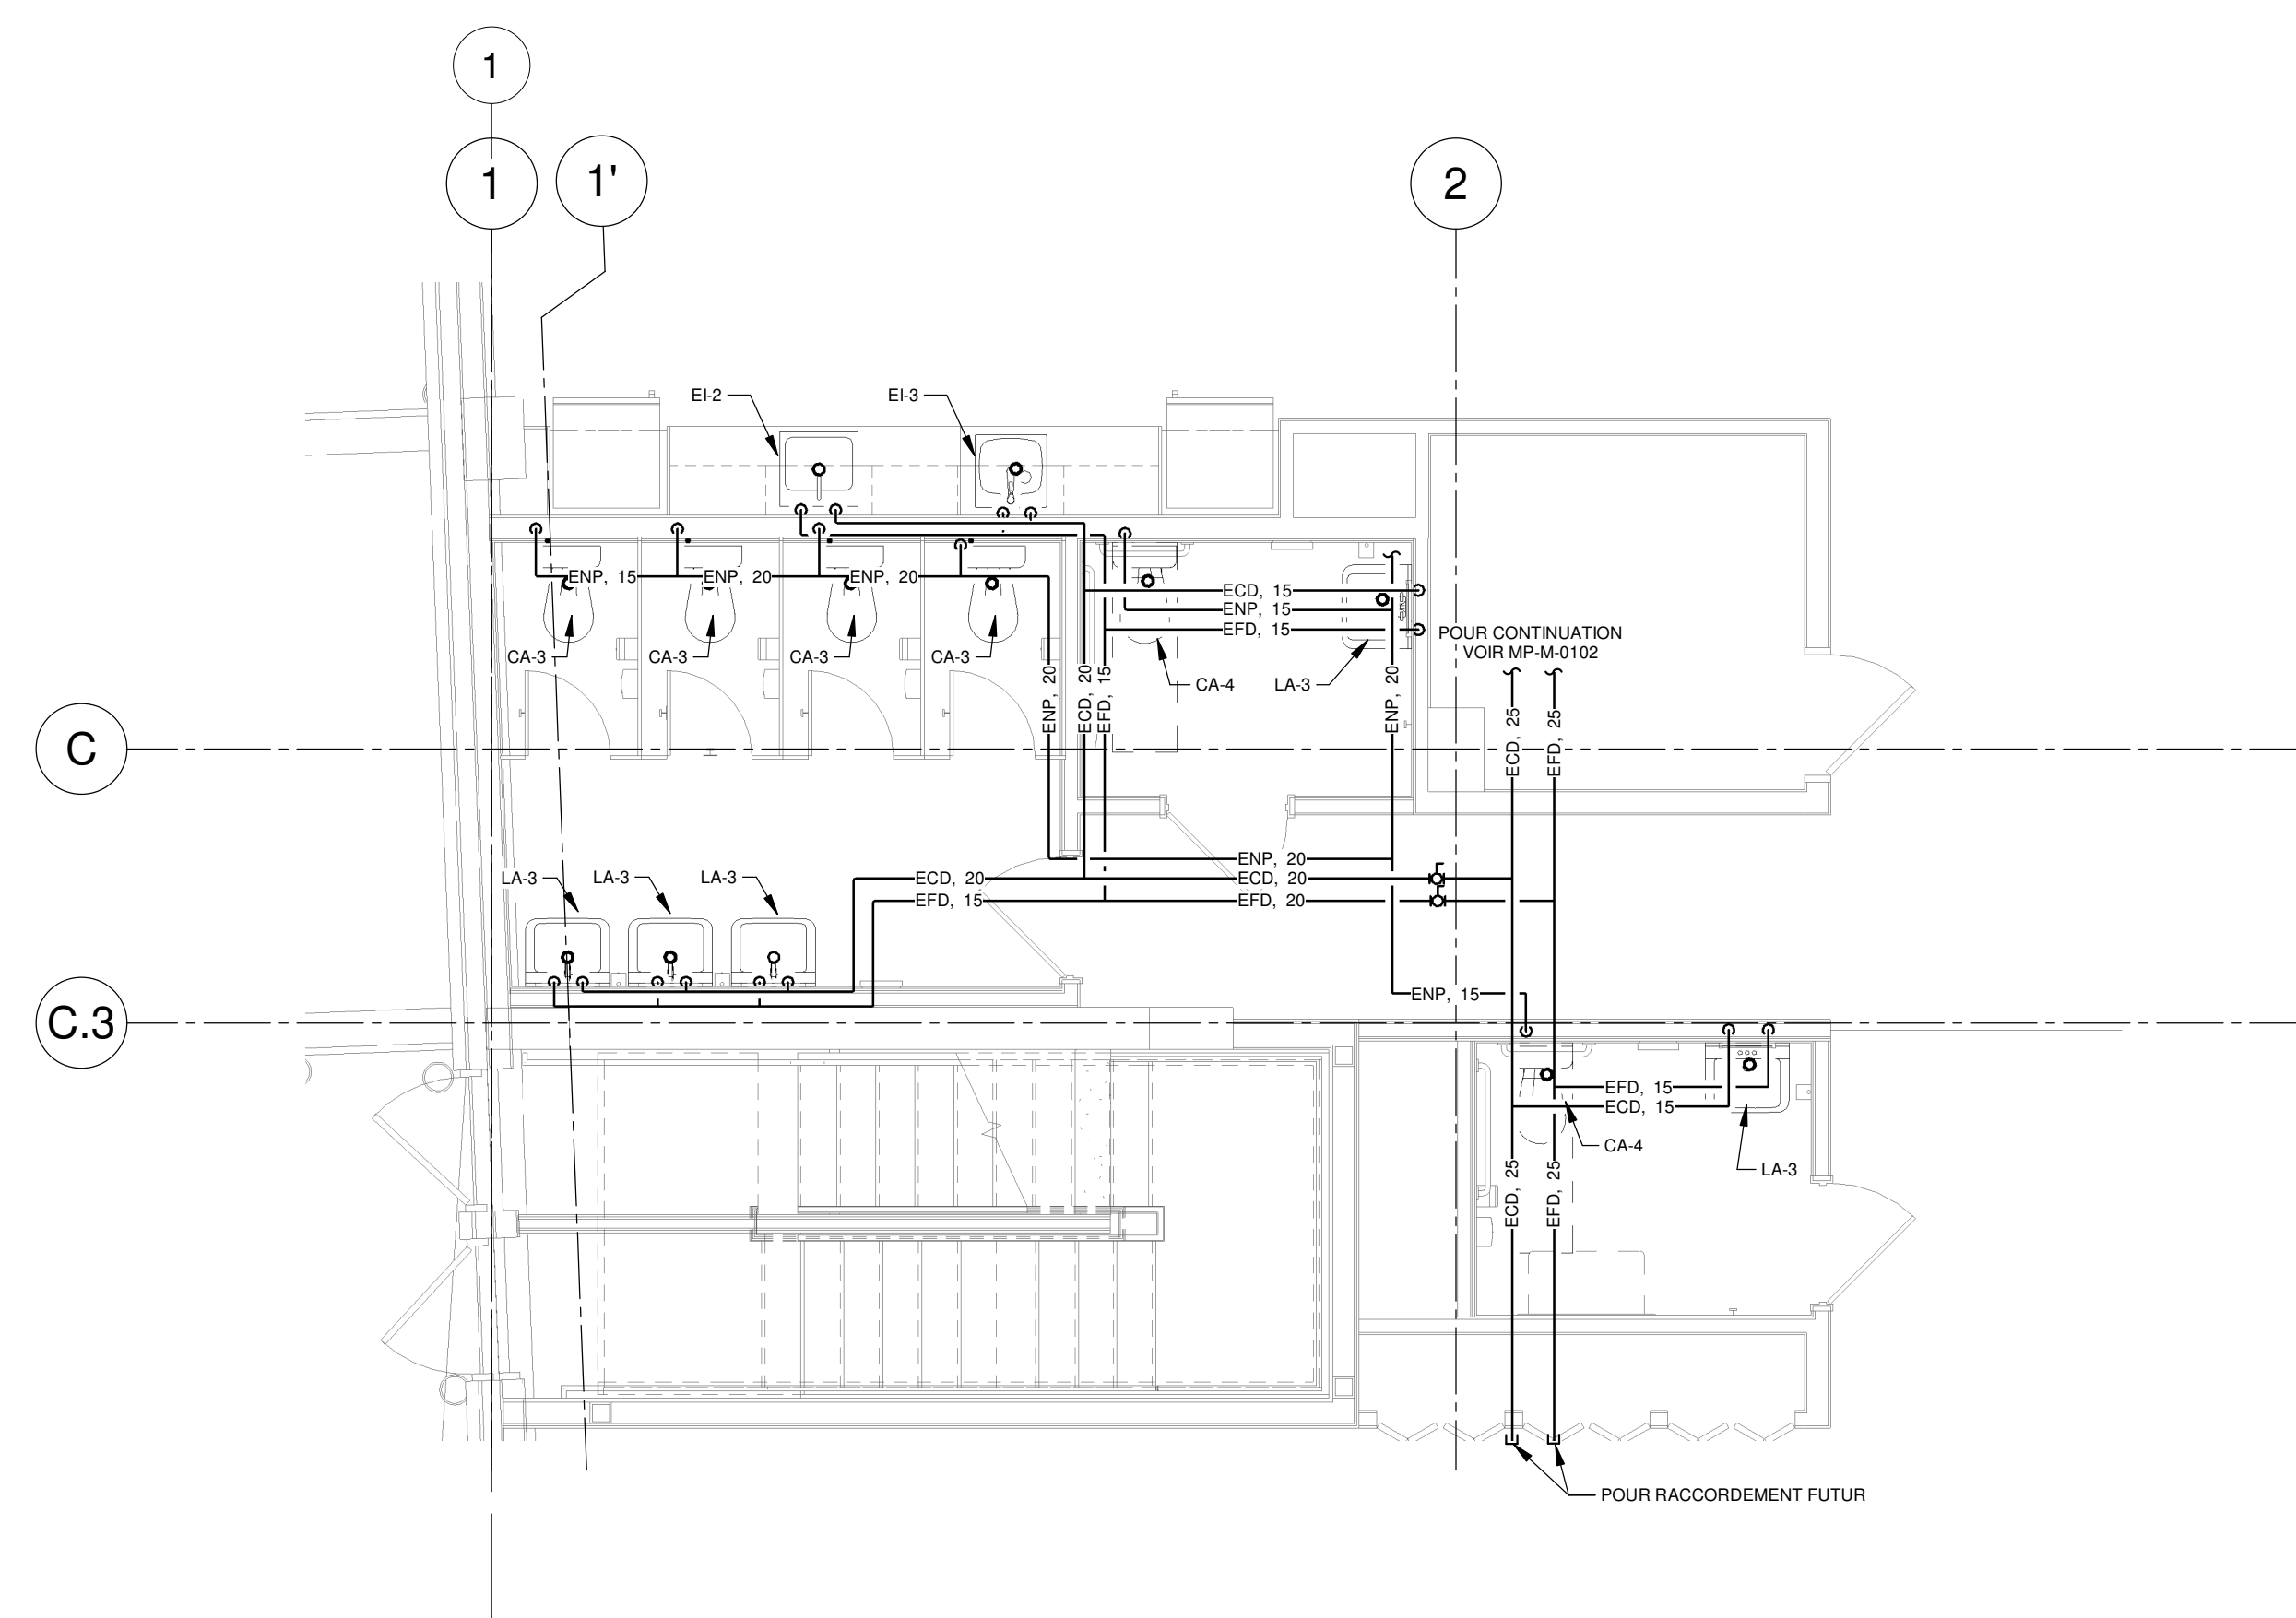 1
1
1'
2
EI-2
EI-3
ENP, 15
ENP, 20
ENP, 20
ECD, 15
ENP, 15
EFD, 15
POUR CONTINUATION
VOIR MP-M-0102
CA-3
CA-3
CA-3
CA-3
CA-4
LA-3
ENP, 20
ECD, 20
EFD, 15
ENP, 20
ECD, 25
EFD, 25
C
ENP, 20
LA-3
LA-3
LA-3
ECD, 20
ECD, 20
EFD, 15
EFD, 20
ENP, 15
C.3
EFD, 15
ECD, 15
CA-4
LA-3
ECD, 25
EFD, 25
POUR RACCORDEMENT FUTUR